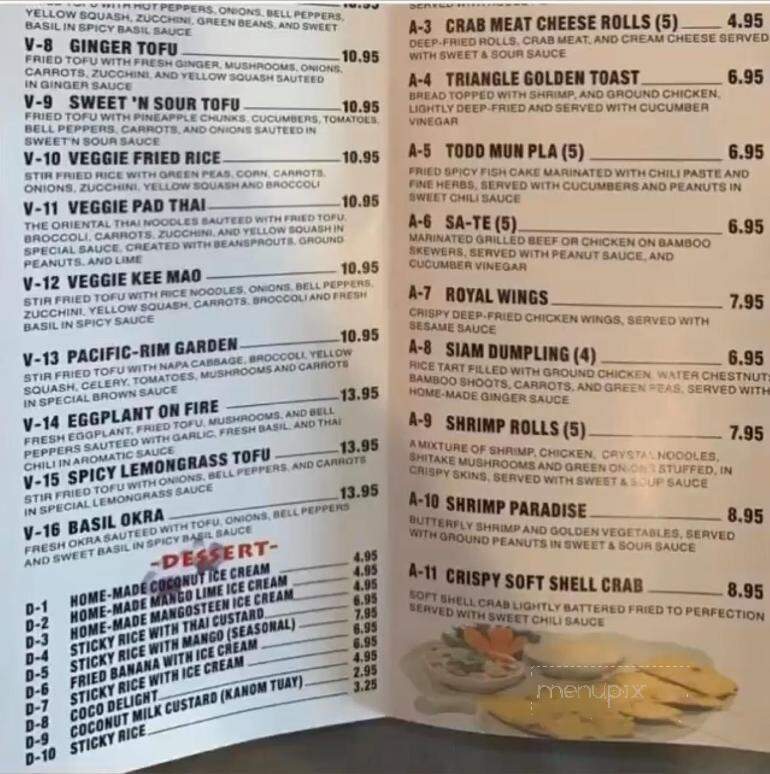 FRIED TOFU WITH HOT PEPPERS, ONIONS, BELL PEPPERS,
YELLOW SQUASH, ZUCCHINI, GREEN BEANS, AND SWEET
BASIL IN SPICY BASIL SAUCE
V-8 GINGER TOFU 10.95
FRIED TOFU WITH FRESH GINGER, MUSHROOMS, ONIONS,
CARROTS, ZUCCHINI, AND YELLOW SQUASH SAUTEED
IN GINGER SAUCE
V-9 SWEET 'N SOUR TOFU 10.95
FRIED TOFU WITH PINEAPPLE CHUNKS, CUCUMBERS, TOMATOES,
BELL PEPPERS, CARROTS, AND ONIONS SAUTEED IN
SWEET'N SOUR SAUCE
V-10 VEGGIE FRIED RICE 10.95
STIR FRIED RICE WITH GREEN PEAS, CORN, CARROTS,
ONIONS, ZUCCHINI, YELLOW SQUASH AND BROCCOLI
V-11 VEGGIE PAD THAI 10.95
THE ORIENTAL THAI NOODLES SAUTEED WITH FRIED TOFU,
BROCCOLI, CARROTS, ZUCCHINI, AND YELLOW SQUASH IN
SPECIAL SAUCE, CREATED WITH BEANSPROUTS, GROUND
PEANUTS, AND LIME
V-12 VEGGIE KEE MAO 10.95
STIR FRIED TOFU WITH RICE NOODLES, ONIONS, BELL PEPPERS,
ZUCCHINI, YELLOW SQUASH, CARROTS, BROCCOLI AND FRESH
BASIL IN SPICY SAUCE
V-13 PACIFIC-RIM GARDEN 10.95
STIR FRIED TOFU WITH NAPA CABBAGE, BROCCOLI, YELLOW
SQUASH, CELERY, TOMATOES, MUSHROOMS AND CARROTS
IN SPECIAL BROWN SAUCE
V-14 EGGPLANT ON FIRE 13.95
FRESH EGGPLANT, FRIED TOFU, MUSHROOMS, AND BELL
PEPPERS SAUTEED WITH GARLIC, FRESH BASIL, AND THAI
CHILI IN AROMATIC SAUCE
V-15 SPICY LEMONGRASS TOFU 13.95
STIR FRIED TOFU WITH ONIONS, BELL PEPPERS, AND CARROTS
IN SPECIAL LEMONGRASS SAUCE
V-16 BASIL OKRA 13.95
FRESH OKRA SAUTEED WITH TOFU, ONIONS, BELL PEPPERS
AND SWEET BASIL IN SPICY BASIL SAUCE
-DESSERT-
D-1 HOME-MADE COCONUT ICE CREAM 4.95
D-2 HOME-MADE MANGO LIME ICE CREAM 4.95
D-3 HOME-MADE MANGOSTEEN ICE CREAM 4.95
D-4 STICKY RICE WITH THAI CUSTARD 6.95
D-5 STICKY RICE WITH MANGO (SEASONAL) 7.95
D-6 FRIED BANANA WITH ICE CREAM 6.95
D-7 STICKY RICE WITH ICE CREAM 6.95
D-8 COCO DELIGHT 4.95
D-9 COCONUT MILK CUSTARD (KANOM TUAY) 2.95
D-10 STICKY RICE 3.25
A-3 CRAB MEAT CHEESE ROLLS (5) 4.95
DEEP-FRIED ROLLS, CRAB MEAT, AND CREAM CHEESE SERVED
WITH SWEET & SOUR SAUCE
A-4 TRIANGLE GOLDEN TOAST 6.95
BREAD TOPPED WITH SHRIMP, AND GROUND CHICKEN,
LIGHTLY DEEP-FRIED AND SERVED WITH CUCUMBER
VINEGAR
A-5 TODD MUN PLA (5) 6.95
FRIED SPICY FISH CAKE MARINATED WITH CHILI PASTE AND
FINE HERBS, SERVED WITH CUCUMBERS AND PEANUTS IN
SWEET CHILI SAUCE
A-6 SA-TE (5) 6.95
MARINATED GRILLED BEEF OR CHICKEN ON BAMBOO
SKEWERS, SERVED WITH PEANUT SAUCE, AND
CUCUMBER VINEGAR
A-7 ROYAL WINGS 7.95
CRISPY DEEP-FRIED CHICKEN WINGS, SERVED WITH
SESAME SAUCE
A-8 SIAM DUMPLING (4) 6.95
RICE TART FILLED WITH GROUND CHICKEN, WATER CHESTNUTS
BAMBOO SHOOTS, CARROTS, AND GREEN PEAS, SERVED WITH
HOME-MADE GINGER SAUCE
A-9 SHRIMP ROLLS (5) 7.95
A MIXTURE OF SHRIMP, CHICKEN, CRYSTAL NOODLES,
SHITAKE MUSHROOMS AND GREEN ONIONS STUFFED, IN
CRISPY SKINS, SERVED WITH SWEET & SOUP SAUCE
A-10 SHRIMP PARADISE 8.95
BUTTERFLY SHRIMP AND GOLDEN VEGETABLES, SERVED
WITH GROUND PEANUTS IN SWEET & SOUR SAUCE
A-11 CRISPY SOFT SHELL CRAB 8.95
SOFT SHELL CRAB LIGHTLY BATTERED FRIED TO PERFECTION
SERVED WITH SWEET CHILI SAUCE
menupix